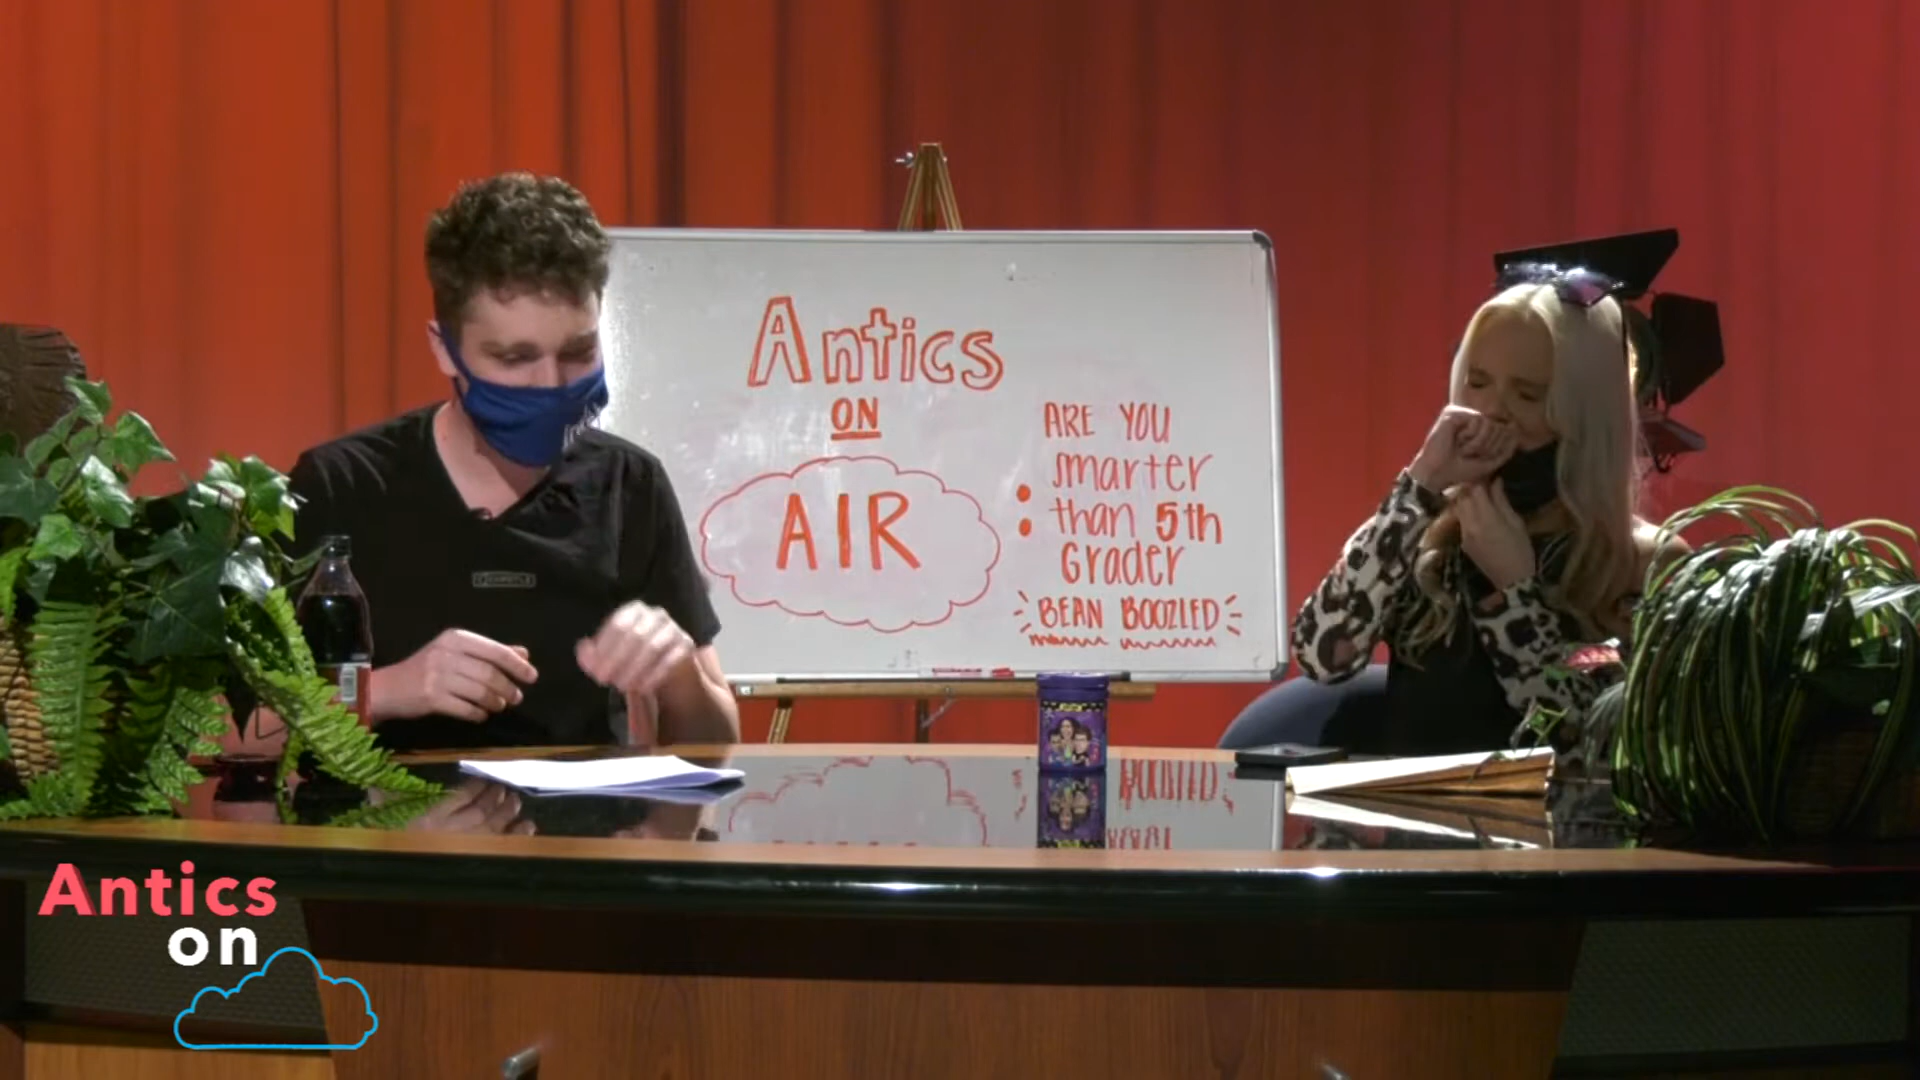 Antics
ON
AIR
ARE YOU
smarter
: than 5th
Grader
BEAN BOOZLED
Antics
on